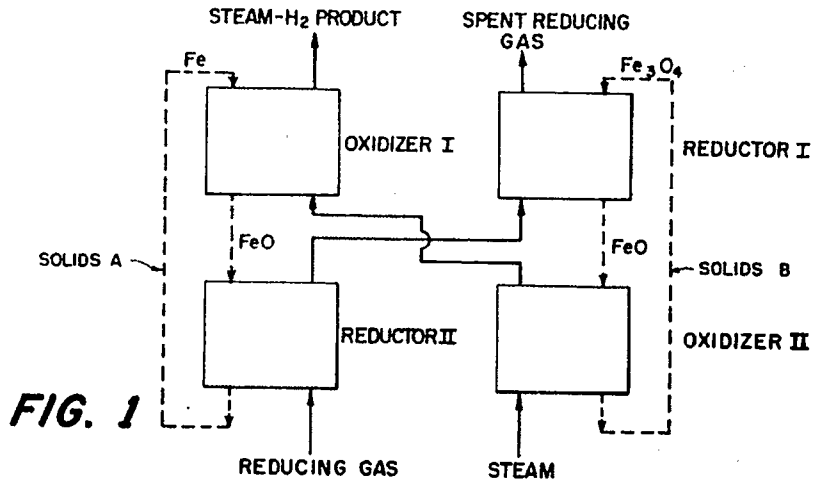 STEAM-H₂ PRODUCT
SPENT REDUCING
GAS
Fe
Fe₃O₄
OXIDIZER I
REDUCTOR I
FeO
FeO
SOLIDS A
SOLIDS B
REDUCTOR II
OXIDIZER II
FIG. 1
REDUCING GAS
STEAM